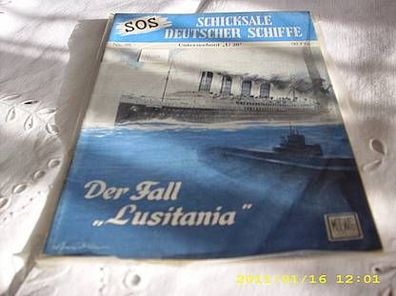 SOS
SCHICKSALE
DEUTSCHER SCHIFFE
Unterseeboot "U 20"
Der Fall
„Lusitania"
2011/01/16 12:01